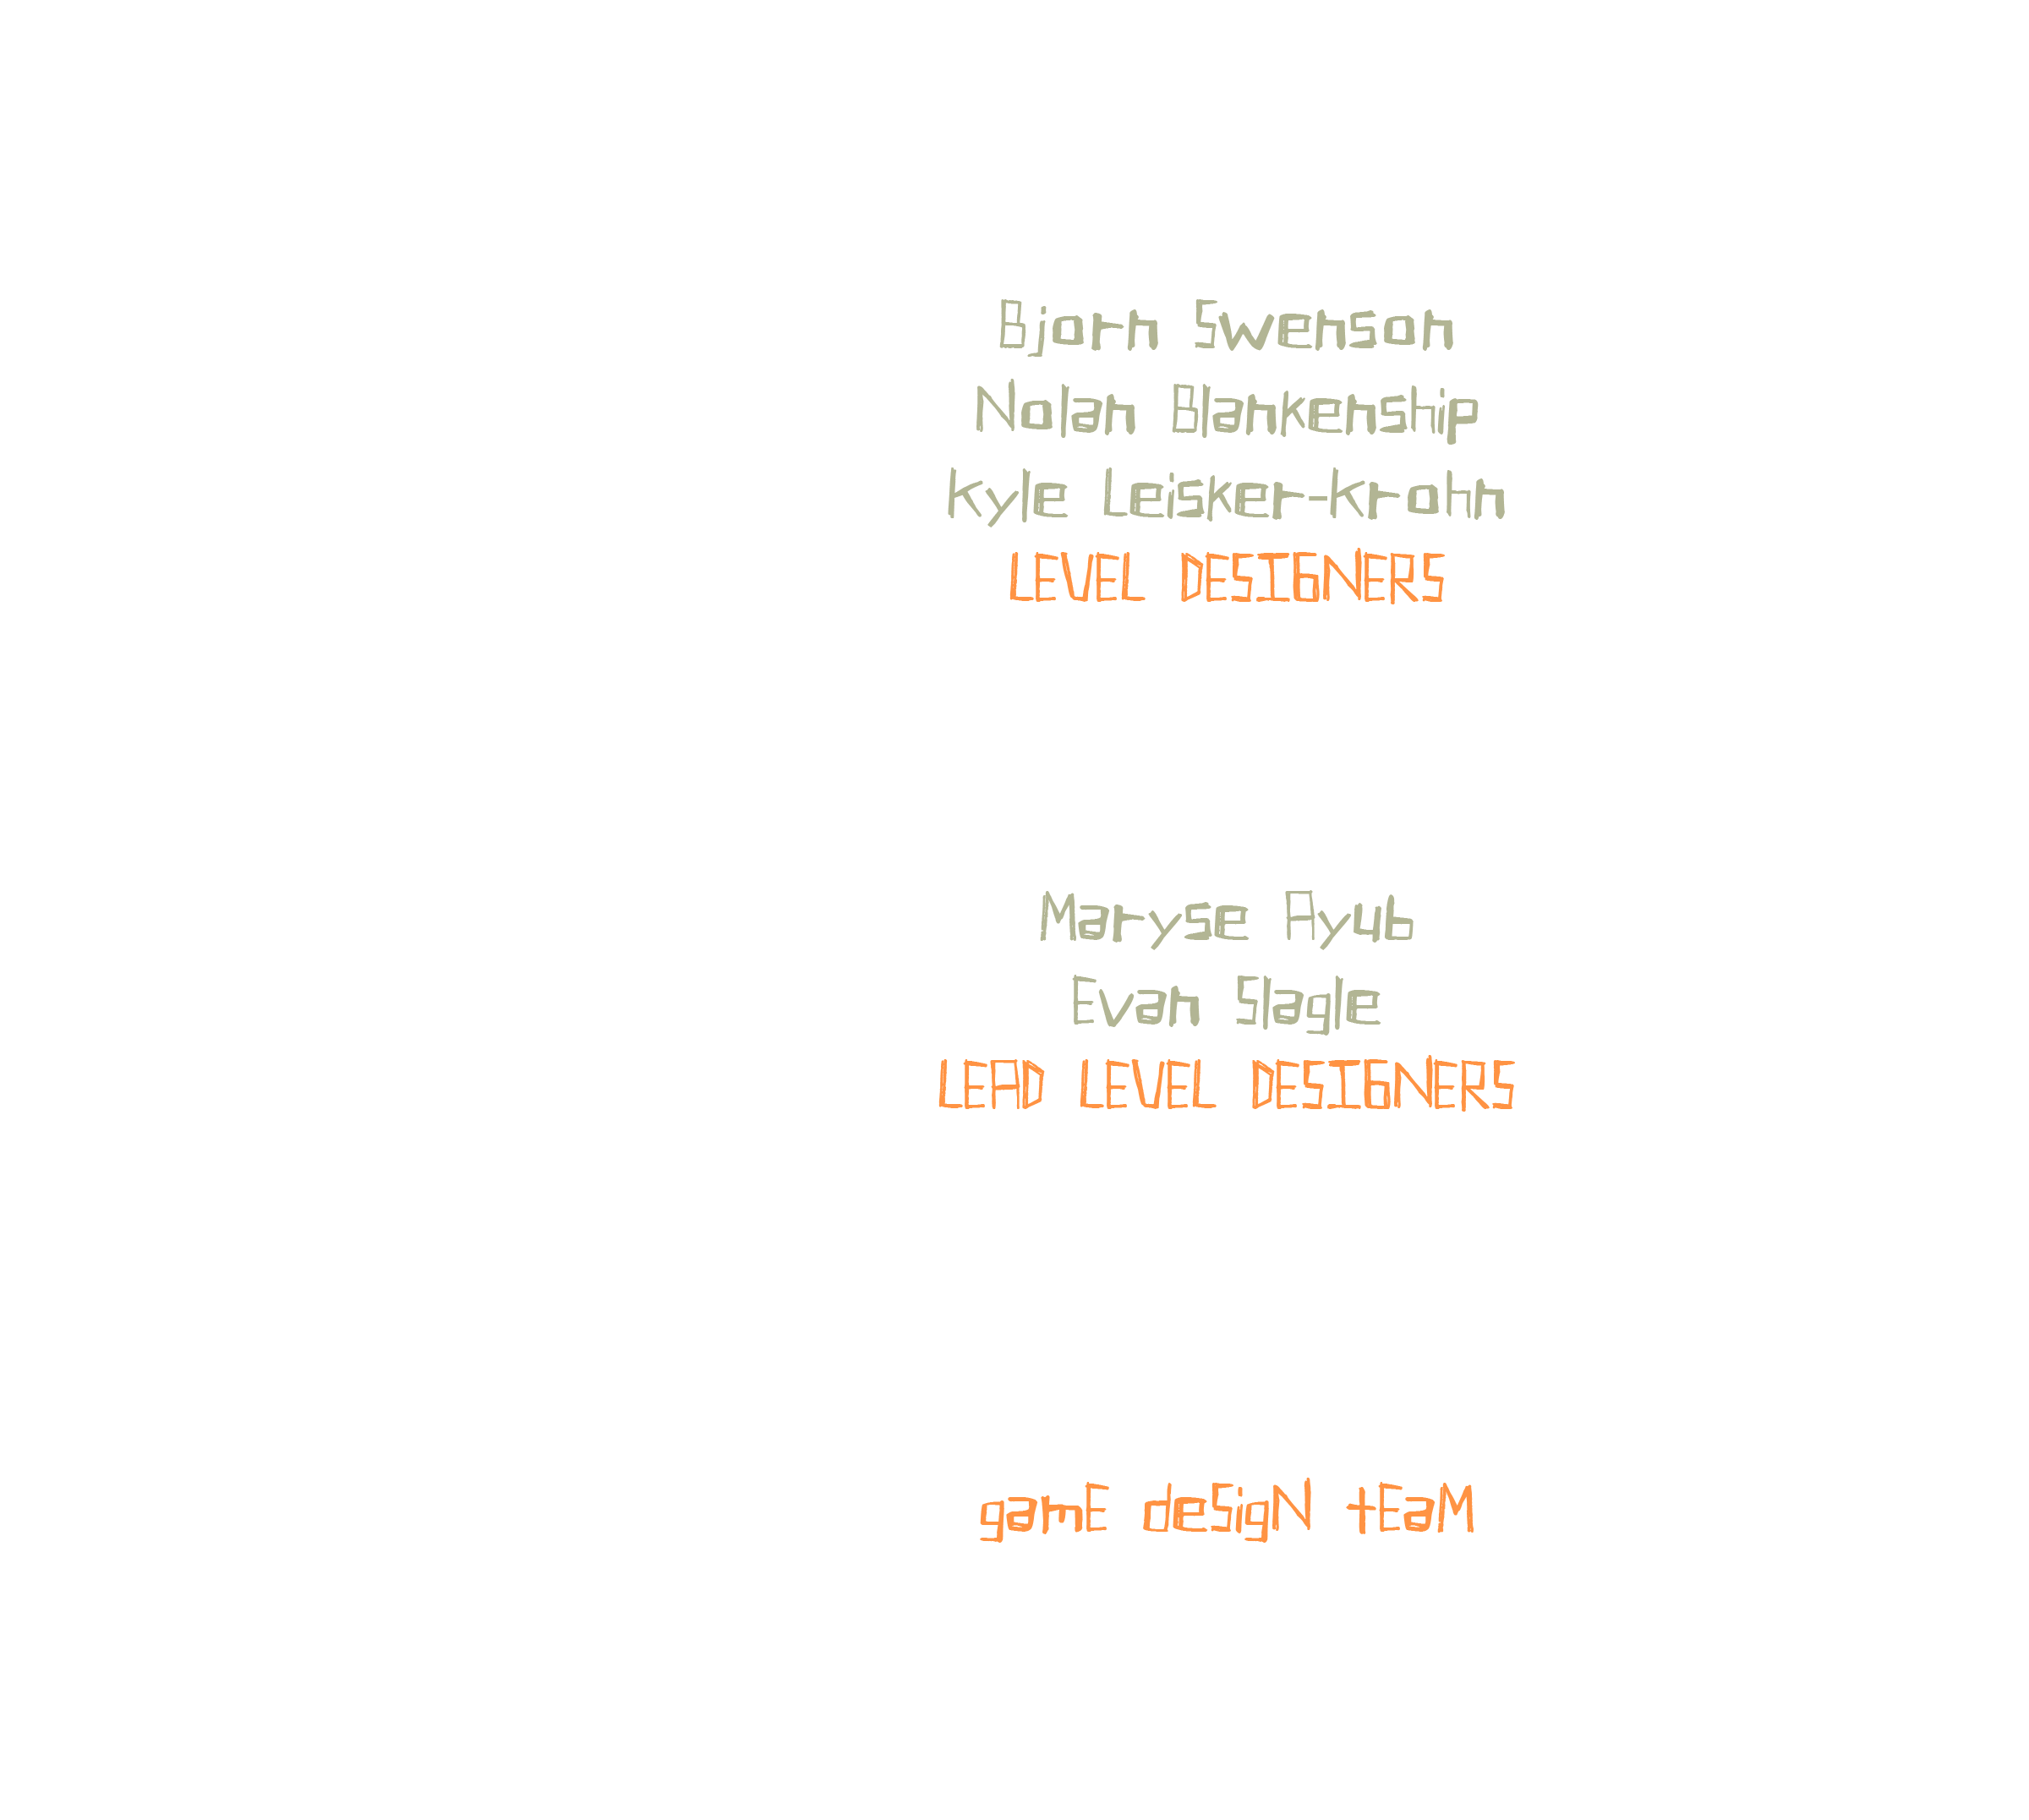 Bjorn Swenson
Nolan Blankenship
Kyle Leisker-Krohn
LEVEL DESIGNERS
Maryse Ayub
Evan Slagle
LEAD LEVEL DESIGNERS
gamE deSigN tEaM